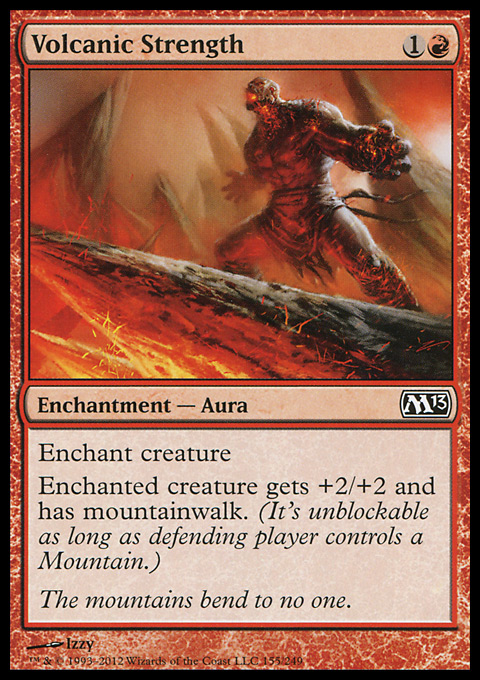 Volcanic Strength 1
Enchantment — Aura M13
Enchant creature
Enchanted creature gets +2/+2 and
has mountainwalk. (It's unblockable
as long as defending player controls a
Mountain.)
The mountains bend to no one.
Izzy
™ & © 1993–2012 Wizards of the Coast LLC 155/249